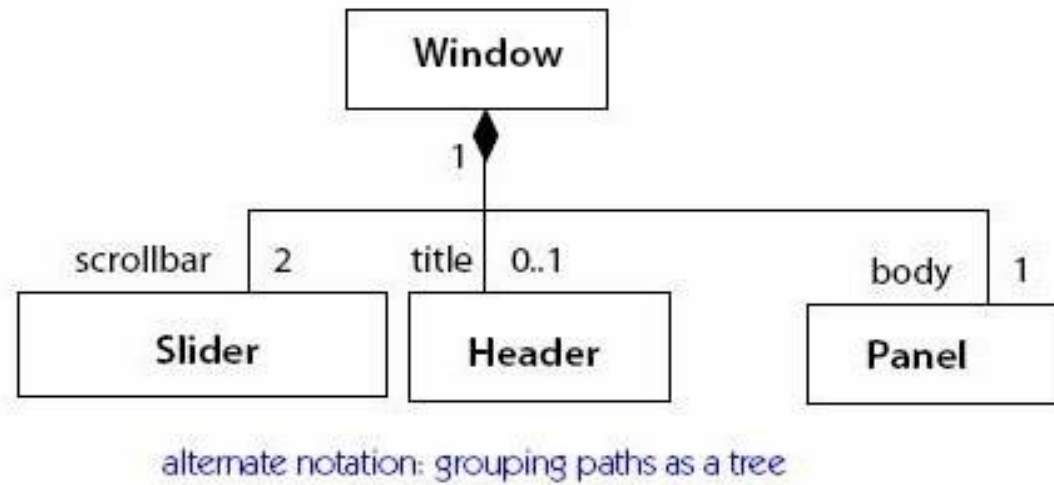 Window
1
scrollbar 2 title 0..1 body 1
Slider Header Panel
alternate notation: grouping paths as a tree